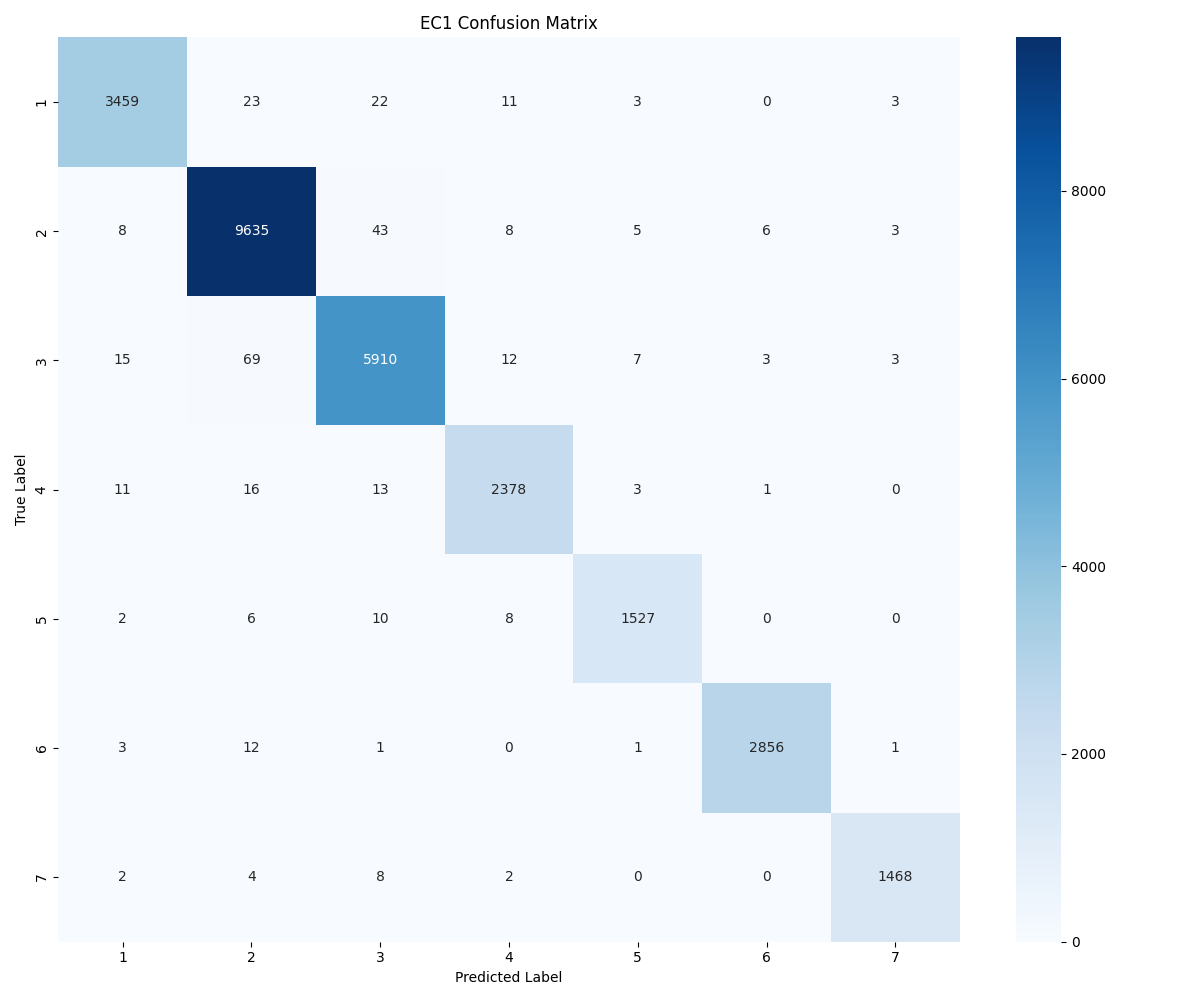 EC1 Confusion Matrix
1 3459 23 22 11 3 0 3
2 8 9635 43 8 5 6 3
3 15 69 5910 12 7 3 3
4 11 16 13 2378 3 1 0
5 2 6 10 8 1527 0 0
6 3 12 1 0 1 2856 1
7 2 4 8 2 0 0 1468
1 2 3 4 5 6 7
Predicted Label
True Label
8000
6000
4000
2000
0